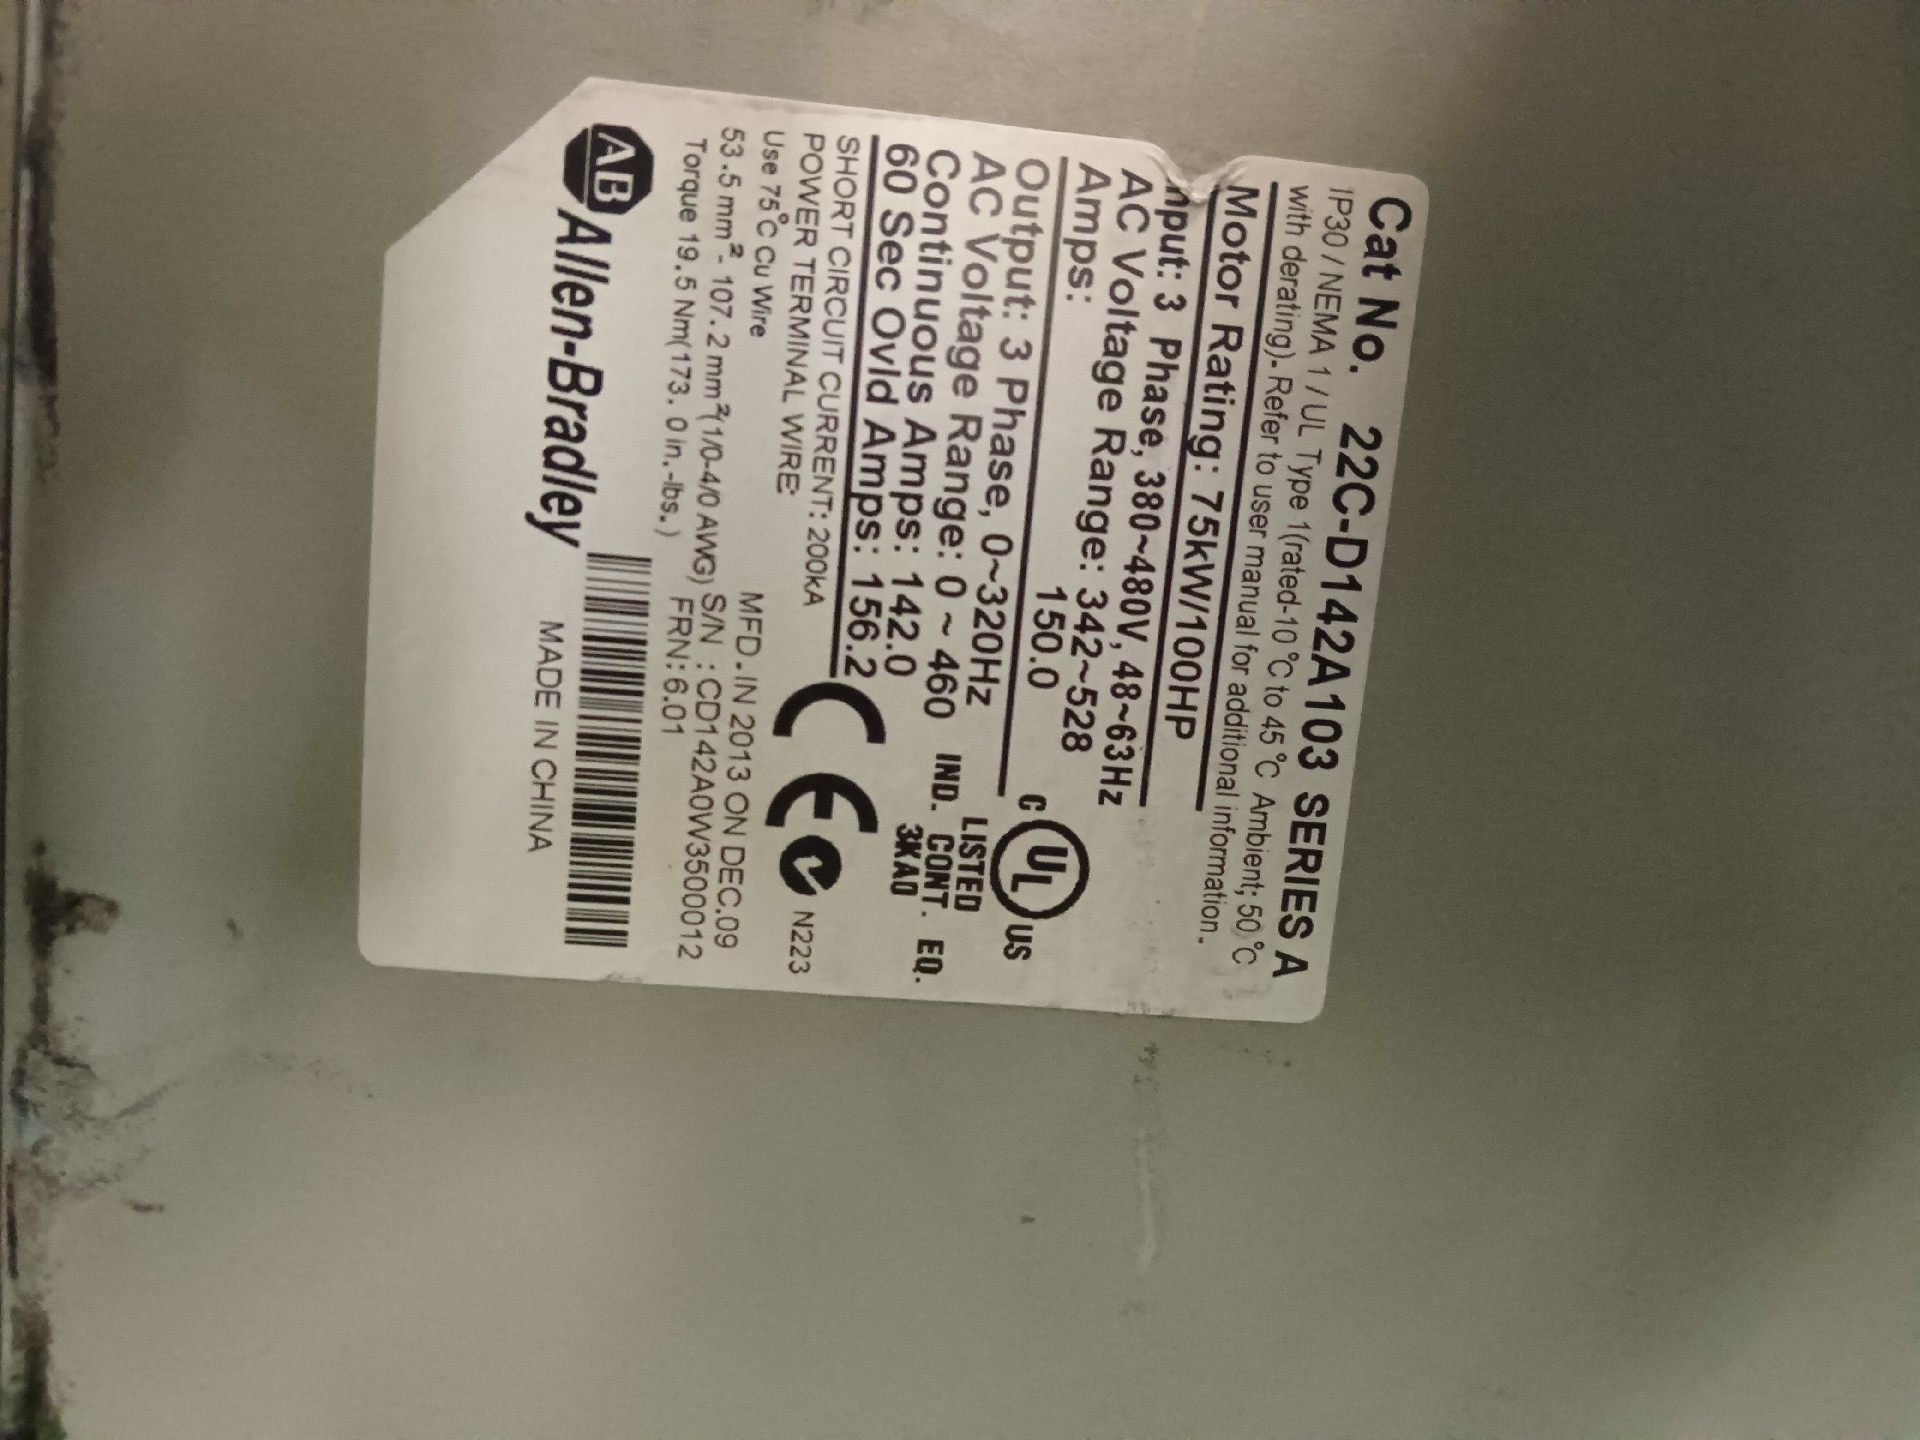 Cat No. 22C-D142A103 SERIES A
IP30 / NEMA 1 / UL Type 1(rated-10 °C to 45 °C Ambient; 50 °C
with derating)- Refer to user manual for additional information.
Motor Rating: 75kW/100HP
nput: 3 Phase, 380~480V, 48~63Hz
AC Voltage Range: 342~528
Amps: 150.0
Output: 3 Phase, 0~320Hz
AC Voltage Range: 0 ~ 460
Continuous Amps: 142.0
60 Sec Ovld Amps: 156.2
C UL US
LISTED
IND. CONT. EQ.
3KA0
SHORT CIRCUIT CURRENT: 200kA
POWER TERMINAL WIRE:
Use 75°C Cu Wire
53.5 mm² - 107.2 mm²(1/0-4/0 AWG)
Torque 19.5 Nm(173. 0 in.-lbs. )
CE N223
MFD. IN 2013 ON DEC.09
S/N : CD142A0W3500012
FRN: 6.01
AB Allen-Bradley
MADE IN CHINA